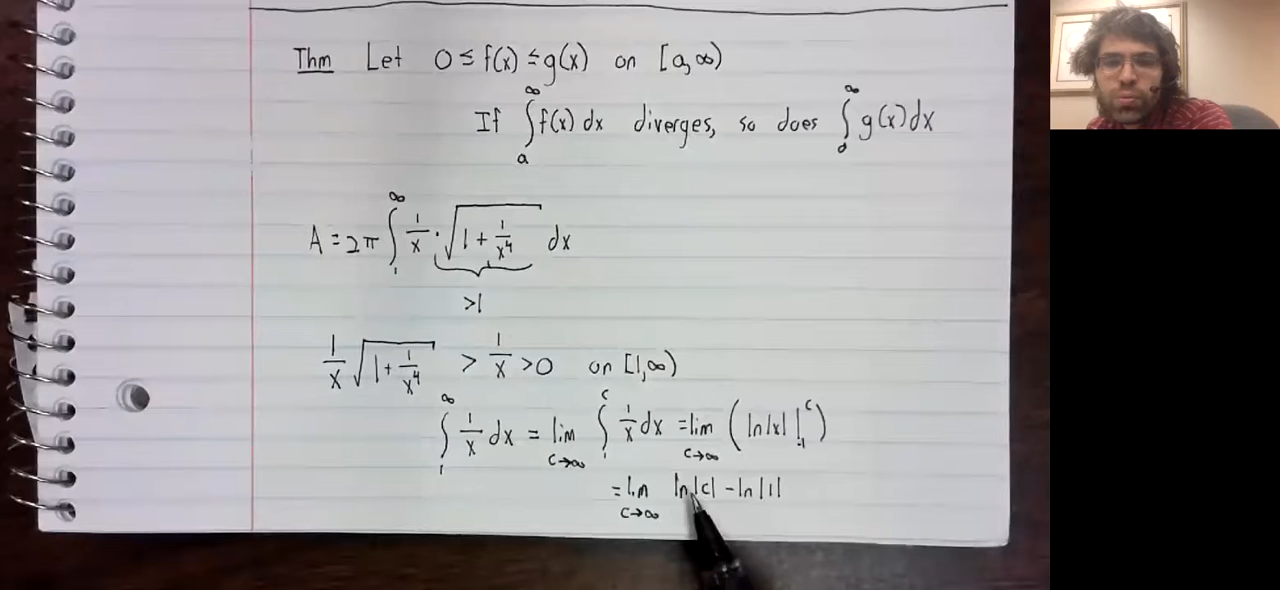 Thm Let 0 ≤ f(x) ≤ g(x) on [a,∞)
If ∫_a^∞ f(x) dx diverges, so does ∫_a^∞ g(x) dx
A = 2π ∫_1^∞ 1/x · √(1 + 1/x⁴) dx
>1
1/x √(1 + 1/x⁴) > 1/x > 0 on [1,∞)
∫_1^∞ 1/x dx = lim_{c→∞} ∫_1^c 1/x dx = lim_{c→∞} (ln|x| |_1^c)
= lim_{c→∞} ln|c| - ln|1|